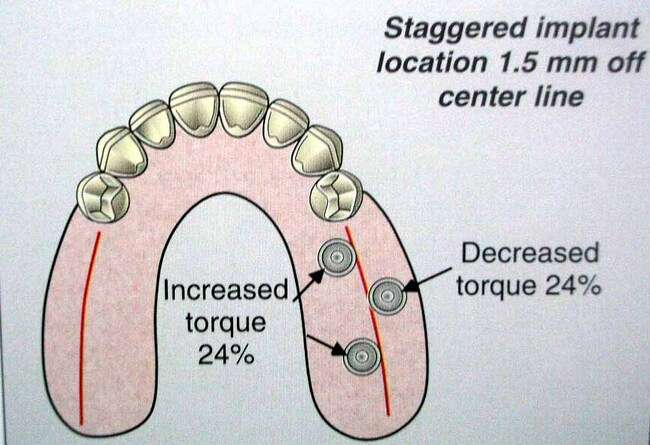 Staggered implant
location 1.5 mm off
center line
Decreased
torque 24%
Increased
torque
24%